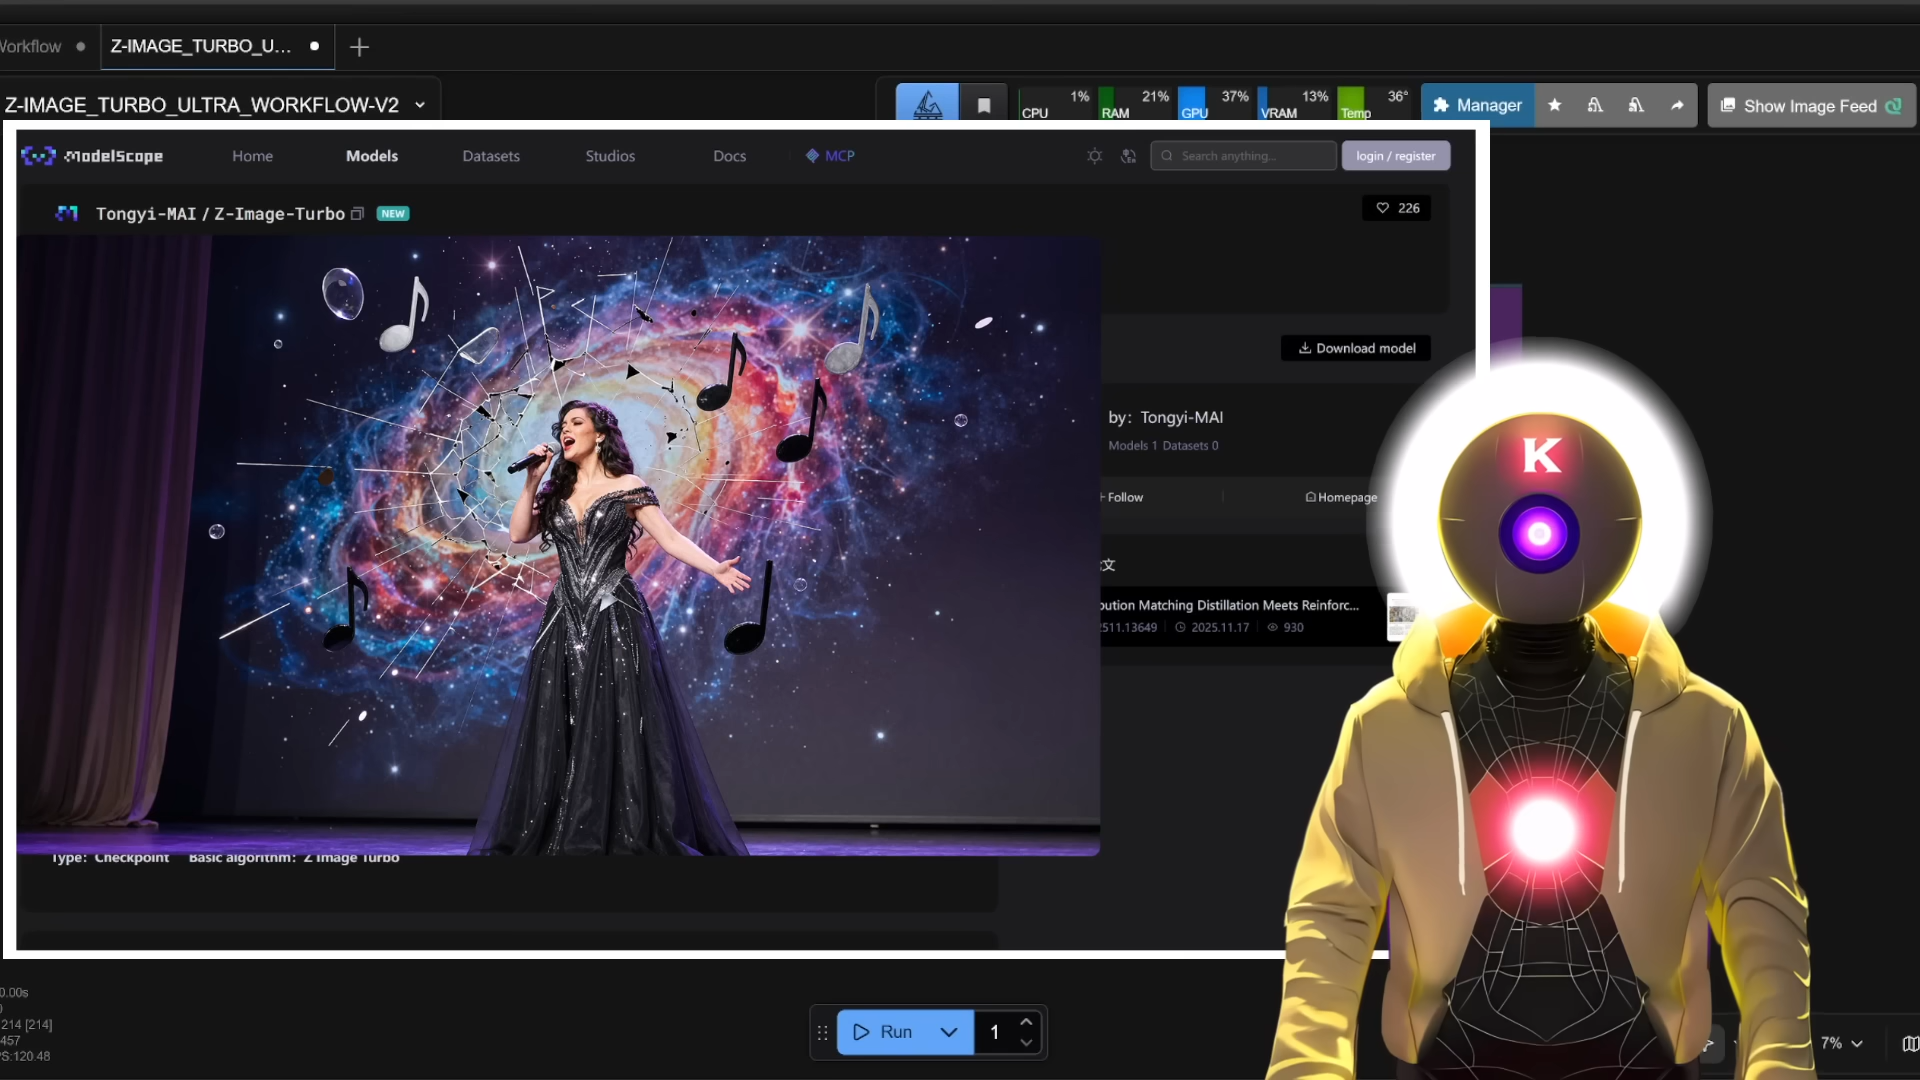 Workflow
Z-IMAGE_TURBO_U...
Z-IMAGE_TURBO_ULTRA_WORKFLOW-V2
CPU 1%
RAM 21%
GPU 37%
VRAM 13%
Temp 36°
Manager
Show Image Feed
ModelScope
Home
Models
Datasets
Studios
Docs
MCP
Search anything...
login / register
Tongyi-MAI / Z-Image-Turbo
NEW
226
Download model
by: Tongyi-MAI
Models 1 Datasets 0
Follow
Homepage
文
bution Matching Distillation Meets Reinforc...
511.13649 2025.11.17 930
Type: Checkpoint Basic algorithm: Z Image Turbo
K
0.00s
214 [214]
457
S:120.48
Run
1
7%